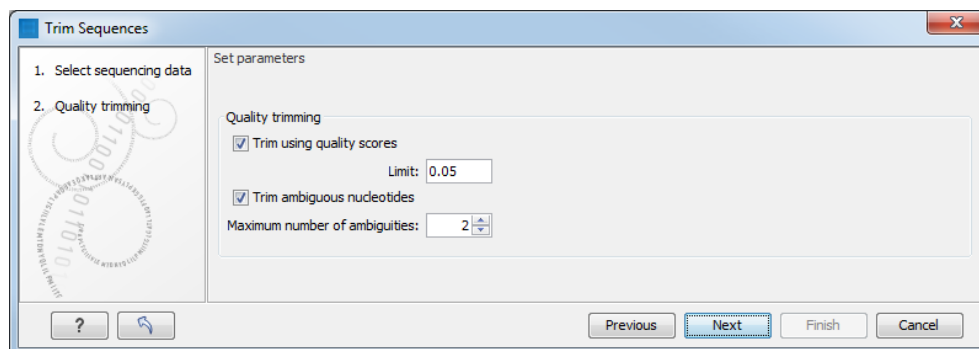 Trim Sequences
1. Select sequencing data
2. Quality trimming
Set parameters
Quality trimming
Trim using quality scores
Limit: 0.05
Trim ambiguous nucleotides
Maximum number of ambiguities: 2
?
Previous
Next
Finish
Cancel